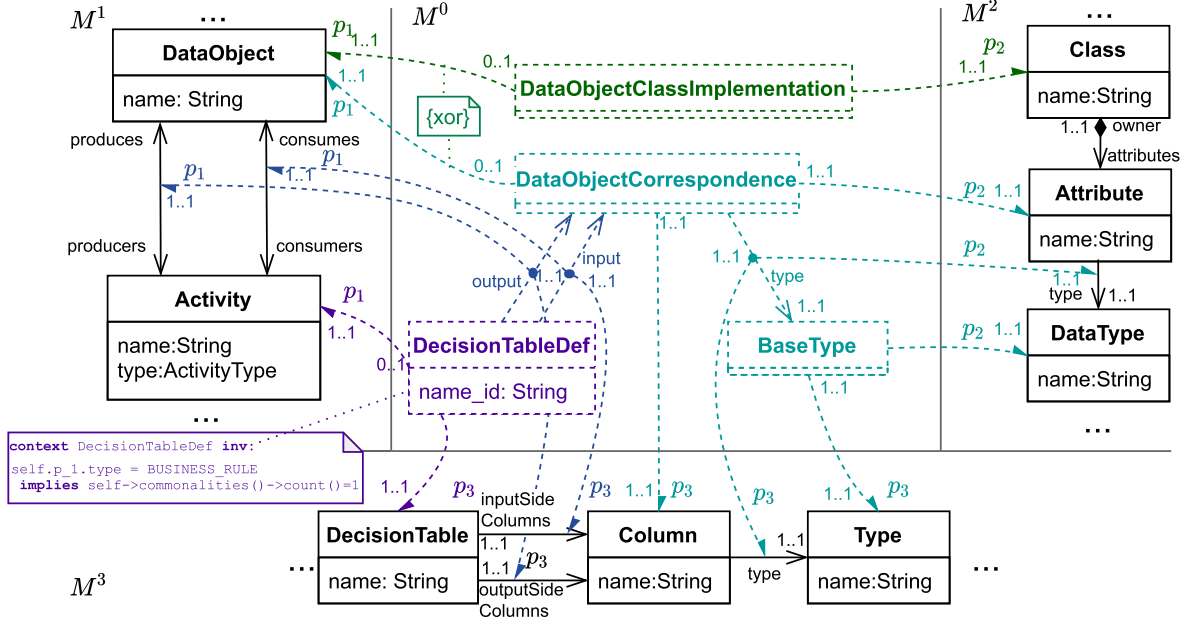 M¹
...
DataObject
name: String
M⁰
M²
...
Class
name:String
p₁
1..1
0..1
DataObjectClassImplementation
p₂
1..1
1..1
p₁
{xor}
0..1
DataObjectCorrespondence
1..1
1..1
owner
attributes
p₂
1..1
Attribute
name:String
produces
consumes
p₁
1..1
p₁
1..1
producers
consumers
output
input
1..1
1..1
1..1
1..1
type
1..1
p₂
1..1
type
1..1
Activity
name:String
type:ActivityType
...
p₁
1..1
0..1
DecisionTableDef
name_id: String
BaseType
1..1
p₂
1..1
DataType
name:String
...
context DecisionTableDef inv:
self.p_1.type = BUSINESS_RULE
implies self->commonalities()->count()=1
1..1
p₃
p₃
1..1
p₃
p₃
1..1
p₃
M³
...
DecisionTable
name: String
inputSide
Columns
1..1
p₃
1..1
outputSide
Columns
Column
name:String
1..1
type
Type
name:String
...